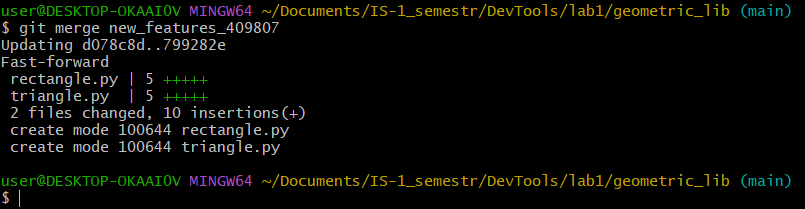 user@DESKTOP-OKAAI0V MINGW64 ~/Documents/IS-1_semestr/DevTools/lab1/geometric_lib (main)
$ git merge new_features_409807
Updating d078c8d..799282e
Fast-forward
 rectangle.py | 5 +++++
 triangle.py  | 5 +++++
 2 files changed, 10 insertions(+)
 create mode 100644 rectangle.py
 create mode 100644 triangle.py

user@DESKTOP-OKAAI0V MINGW64 ~/Documents/IS-1_semestr/DevTools/lab1/geometric_lib (main)
$